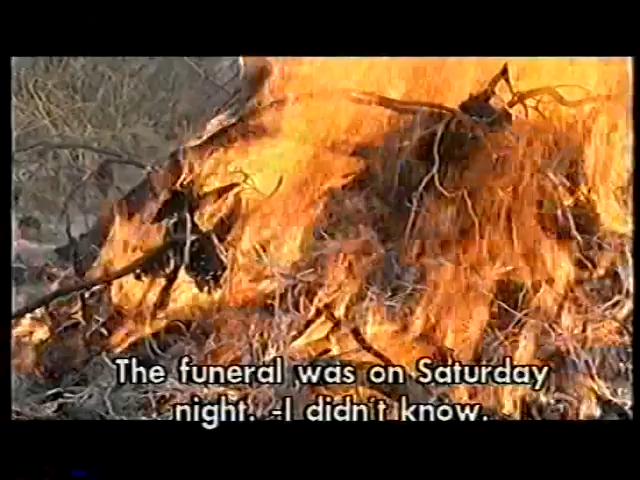 The funeral was on Saturday
night. -I didn't know.